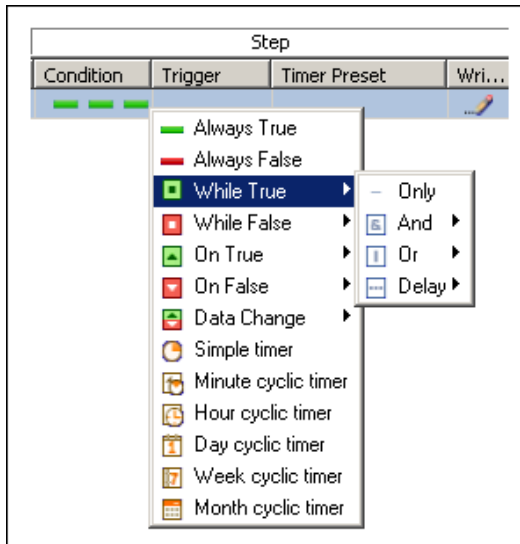 Step
Condition Trigger Timer Preset Wri...
Always True
Always False
While True
While False
On True
On False
Data Change
Simple timer
Minute cyclic timer
Hour cyclic timer
Day cyclic timer
Week cyclic timer
Month cyclic timer
Only
And
Or
Delay